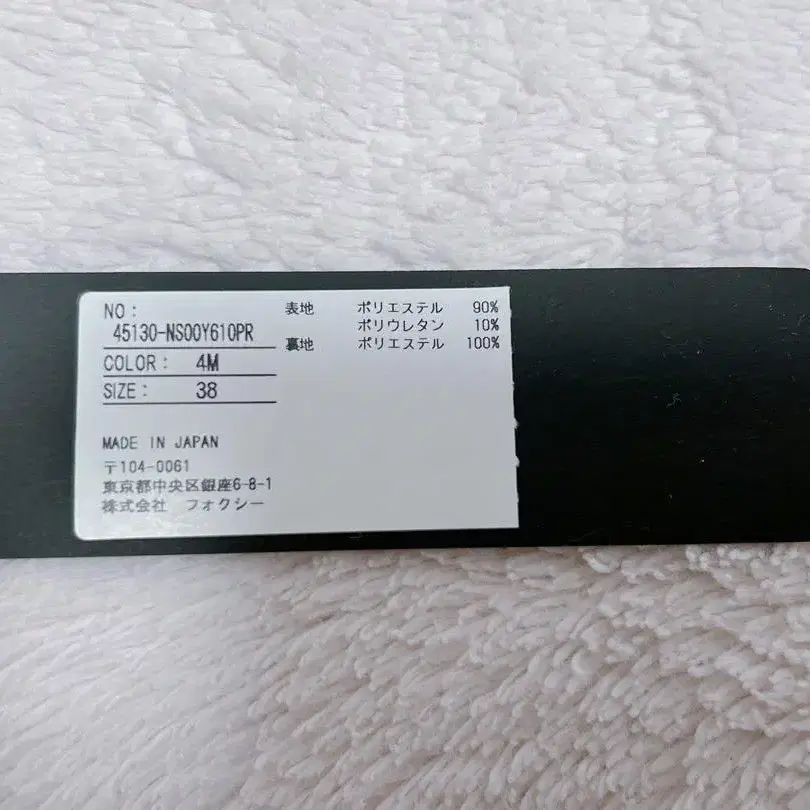 NO:
45130-NS00Y610PR
COLOR: 4M
SIZE: 38
表地 ポリエステル 90%
ポリウレタン 10%
裏地 ポリエステル 100%
MADE IN JAPAN
〒104-0061
東京都中央区銀座6-8-1
株式会社 フォクシー